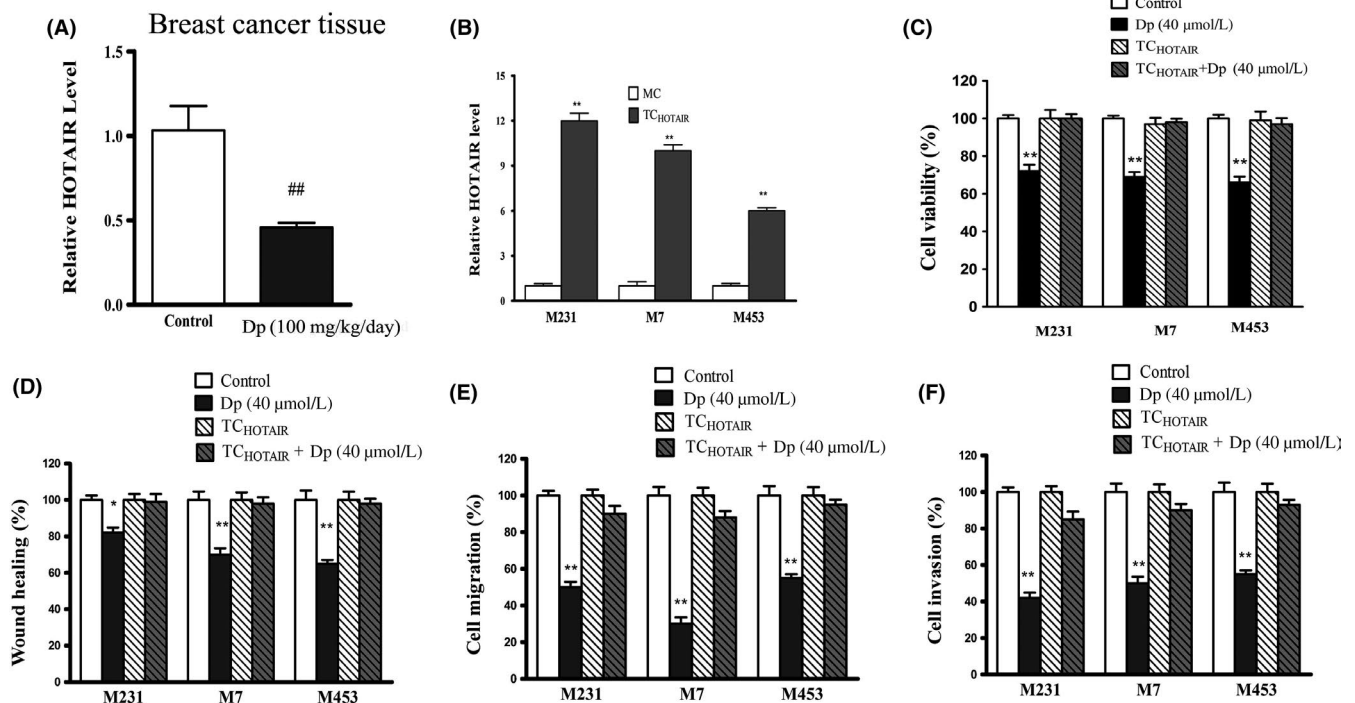 (A) Breast cancer tissue
Relative HOTAIR Level
1.5
1.0
0.5
0.0
##
Control
Dp (100 mg/kg/day)
(B)
Relative HOTAIR level
15
12
9
6
3
0
MC
TCHOTAIR
**
**
**
M231 M7 M453
(C)
Control
Dp (40 μmol/L)
TCHOTAIR
TCHOTAIR+Dp (40 μmol/L)
Cell viability (%)
120
100
80
60
40
20
0
**
**
**
M231 M7 M453
(D)
Control
Dp (40 μmol/L)
TCHOTAIR
TCHOTAIR + Dp (40 μmol/L)
Wound healing (%)
120
100
80
60
40
20
0
*
**
**
M231 M7 M453
(E)
Control
Dp (40 μmol/L)
TCHOTAIR
TCHOTAIR + Dp (40 μmol/L)
Cell migration (%)
120
100
80
60
40
20
0
**
**
**
M231 M7 M453
(F)
Control
Dp (40 μmol/L)
TCHOTAIR
TCHOTAIR + Dp (40 μmol/L)
Cell invasion (%)
120
100
80
60
40
20
0
**
**
**
M231 M7 M453